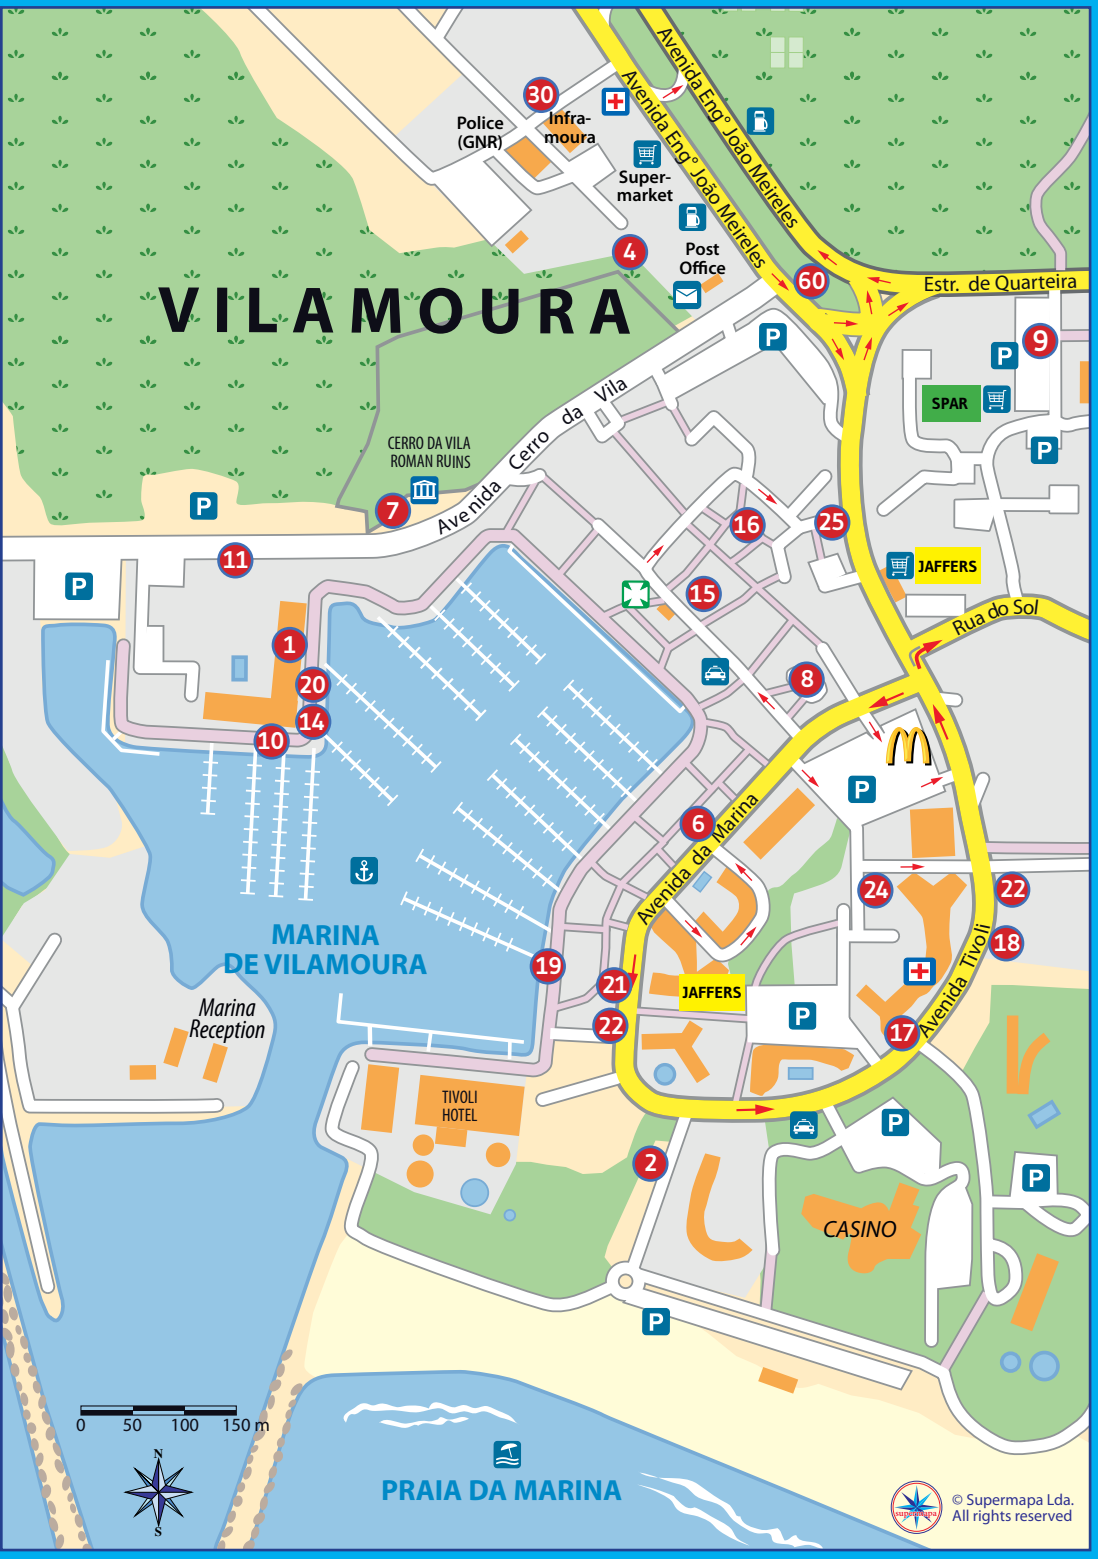 Avenida Eng° João Meireles
Avenida Eng° João Meireles
30
Infra-
moura
Police
(GNR)
Super-
market
4
Post
Office
60
Estr. de Quarteira
VILAMOURA
P
P
9
SPAR
P
Avenida Cerro da Vila
CERRO DA VILA
ROMAN RUINS
P
7
16
25
11
P
JAFFERS
15
Rua do Sol
1
20
8
14
10
P
6
Avenida da Marina
24
22
MARINA
DE VILAMOURA
18
19
21
JAFFERS
Avenida Tivoli
Marina
Reception
22
P
17
TIVOLI
HOTEL
P
2
P
CASINO
P
0 50 100 150 m
N
S
PRAIA DA MARINA
supermapa
© Supermapa Lda.
All rights reserved